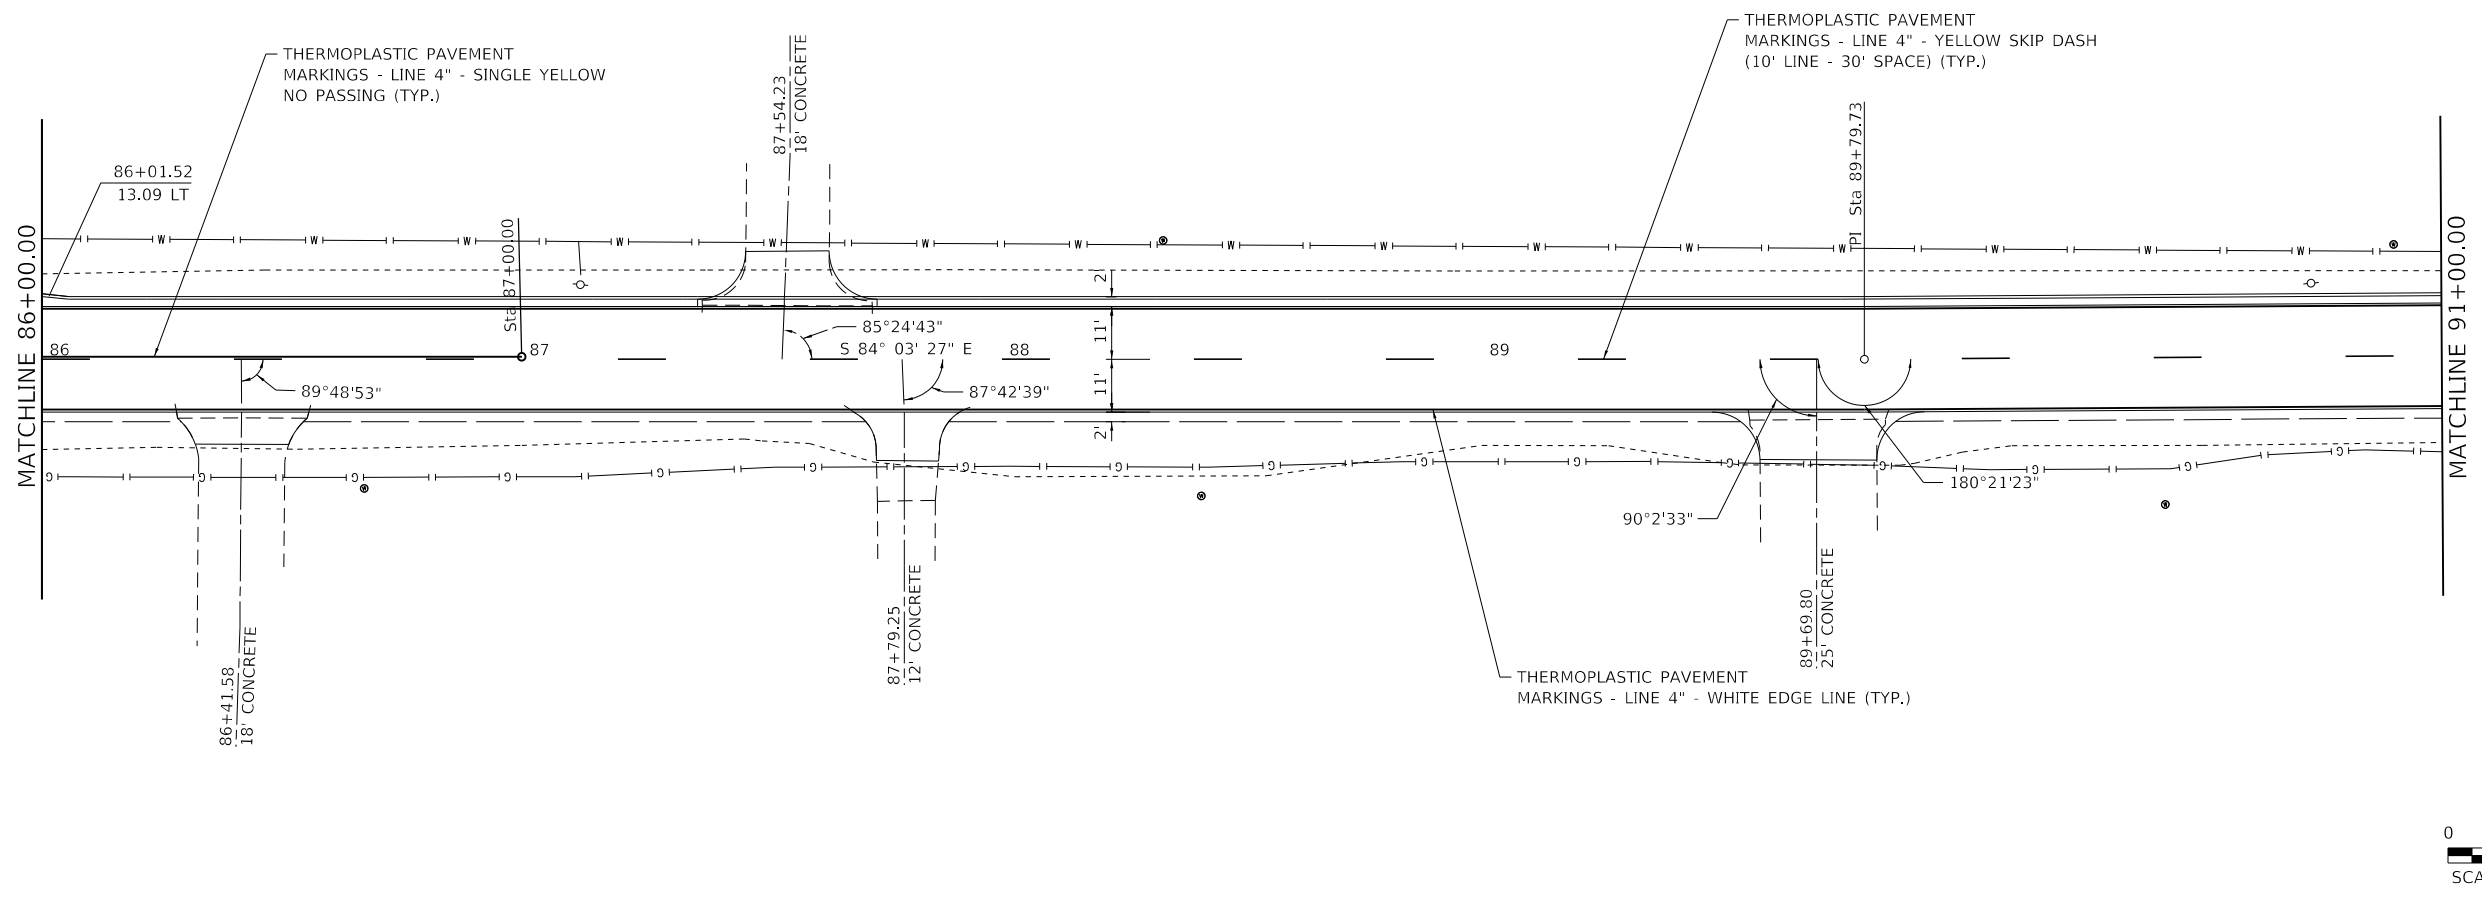 THERMOPLASTIC PAVEMENT
MARKINGS - LINE 4" - SINGLE YELLOW
NO PASSING (TYP.)
THERMOPLASTIC PAVEMENT
MARKINGS - LINE 4" - YELLOW SKIP DASH
(10' LINE - 30' SPACE) (TYP.)
87+54.23
18' CONCRETE
PI Sta 89+79.73
86+01.52
13.09 LT
MATCHLINE 86+00.00
MATCHLINE 91+00.00
Sta 87+00.00
W W W W W W W W W W W W W W W
2
11'
11'
2'
86
87
88
89
85°24'43"
S 84° 03' 27" E
89°48'53"
87°42'39"
G G G G G G G G G G G G G G G G
180°21'23"
90°2'33"
W
W
W
W
W
86+41.58
18' CONCRETE
87+79.25
12' CONCRETE
89+69.80
25' CONCRETE
THERMOPLASTIC PAVEMENT
MARKINGS - LINE 4" - WHITE EDGE LINE (TYP.)
0
SCA